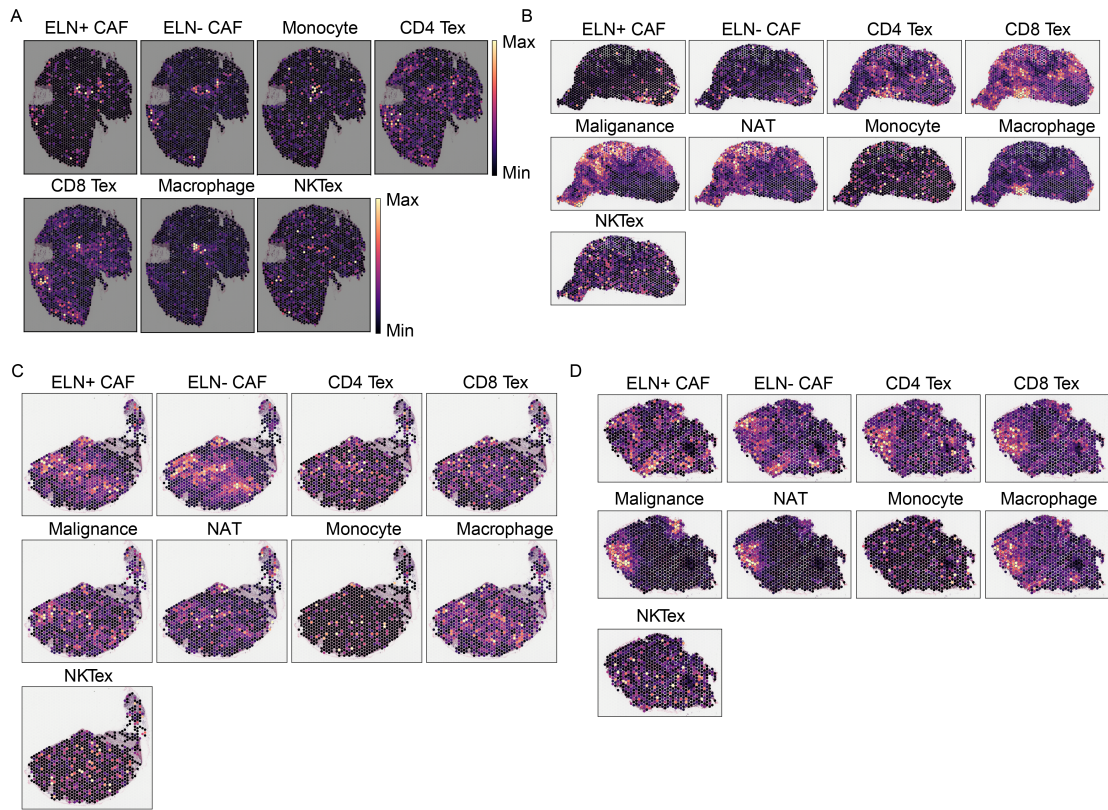 A
ELN+ CAF ELN- CAF Monocyte CD4 Tex
Max
Min
CD8 Tex Macrophage NKTex
Max
Min
B
ELN+ CAF ELN- CAF CD4 Tex CD8 Tex
Maliganance NAT Monocyte Macrophage
NKTex
C
ELN+ CAF ELN- CAF CD4 Tex CD8 Tex
Malignance NAT Monocyte Macrophage
NKTex
D
ELN+ CAF ELN- CAF CD4 Tex CD8 Tex
Malignance NAT Monocyte Macrophage
NKTex